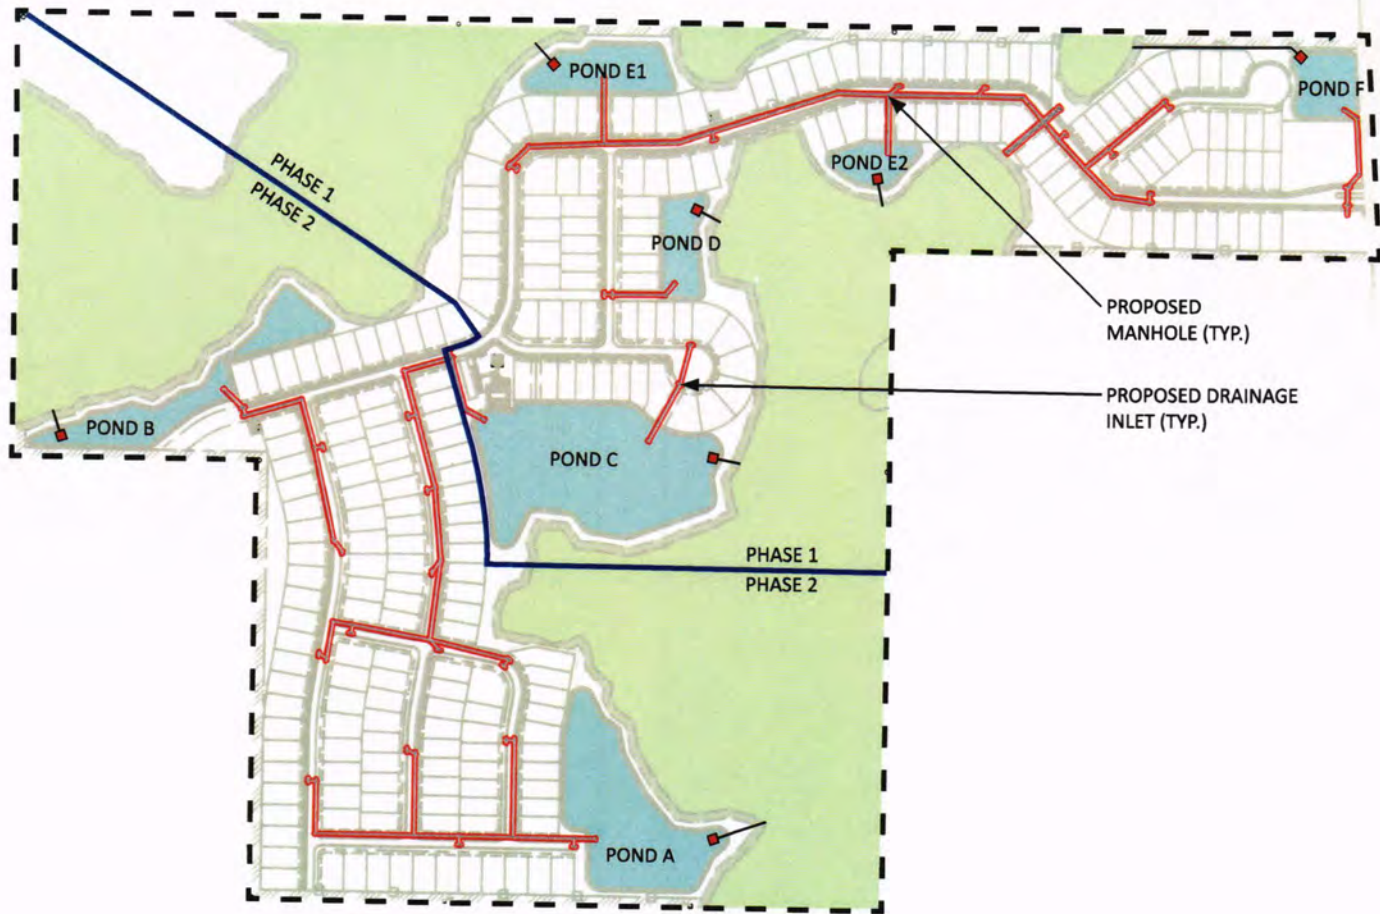 POND E1
POND F
PHASE 1
PHASE 2
POND E2
POND D
PROPOSED
MANHOLE (TYP.)
PROPOSED DRAINAGE
INLET (TYP.)
POND B
POND C
PHASE 1
PHASE 2
POND A